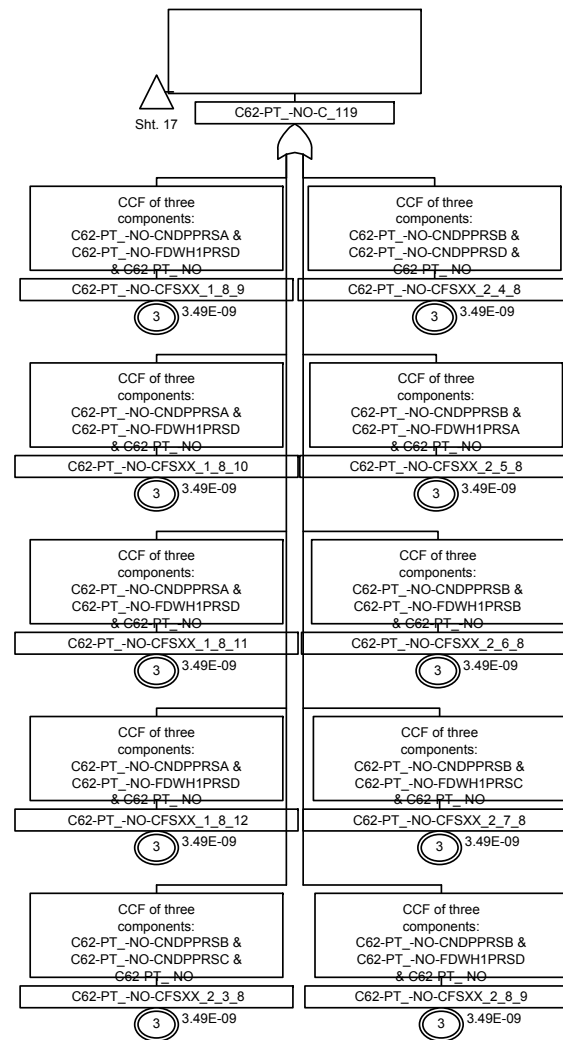 C62-PT_-NO-C_119
Sht. 17
CCF of three
components:
C62-PT_-NO-CNDPPRSA &
C62-PT_-NO-FDWH1PRSD
& C62-PT_-NO
C62-PT_-NO-CFSXX_1_8_9
3
3.49E-09
CCF of three
components:
C62-PT_-NO-CNDPPRSB &
C62-PT_-NO-CNDPPRSD &
C62-PT_-NO
C62-PT_-NO-CFSXX_2_4_8
3
3.49E-09
CCF of three
components:
C62-PT_-NO-CNDPPRSA &
C62-PT_-NO-FDWH1PRSD
& C62-PT_-NO
C62-PT_-NO-CFSXX_1_8_10
3
3.49E-09
CCF of three
components:
C62-PT_-NO-CNDPPRSB &
C62-PT_-NO-FDWH1PRSA
& C62-PT_-NO
C62-PT_-NO-CFSXX_2_5_8
3
3.49E-09
CCF of three
components:
C62-PT_-NO-CNDPPRSA &
C62-PT_-NO-FDWH1PRSD
& C62-PT_-NO
C62-PT_-NO-CFSXX_1_8_11
3
3.49E-09
CCF of three
components:
C62-PT_-NO-CNDPPRSB &
C62-PT_-NO-FDWH1PRSB
& C62-PT_-NO
C62-PT_-NO-CFSXX_2_6_8
3
3.49E-09
CCF of three
components:
C62-PT_-NO-CNDPPRSA &
C62-PT_-NO-FDWH1PRSD
& C62-PT_-NO
C62-PT_-NO-CFSXX_1_8_12
3
3.49E-09
CCF of three
components:
C62-PT_-NO-CNDPPRSB &
C62-PT_-NO-FDWH1PRSC
& C62-PT_-NO
C62-PT_-NO-CFSXX_2_7_8
3
3.49E-09
CCF of three
components:
C62-PT_-NO-CNDPPRSB &
C62-PT_-NO-CNDPPRSC &
C62-PT_-NO
C62-PT_-NO-CFSXX_2_3_8
3
3.49E-09
CCF of three
components:
C62-PT_-NO-CNDPPRSB &
C62-PT_-NO-FDWH1PRSD
& C62-PT_-NO
C62-PT_-NO-CFSXX_2_8_9
3
3.49E-09